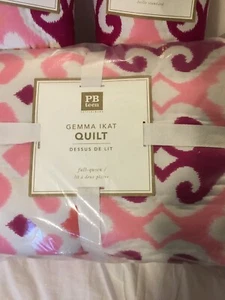 PB
teen
GEMMA IKAT
QUILT
DESSUS DE LIT
full-queen /